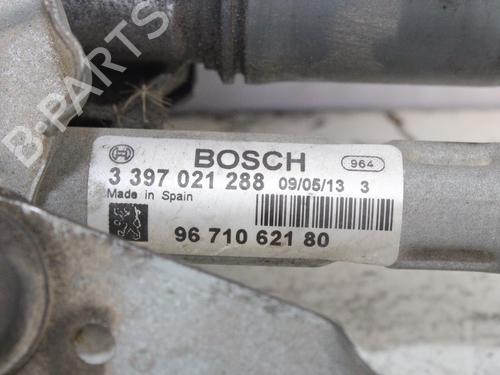 B-PARTS
BOSCH
964
3 397 021 288 09/05/13 3
Made in Spain
96 710 621 80